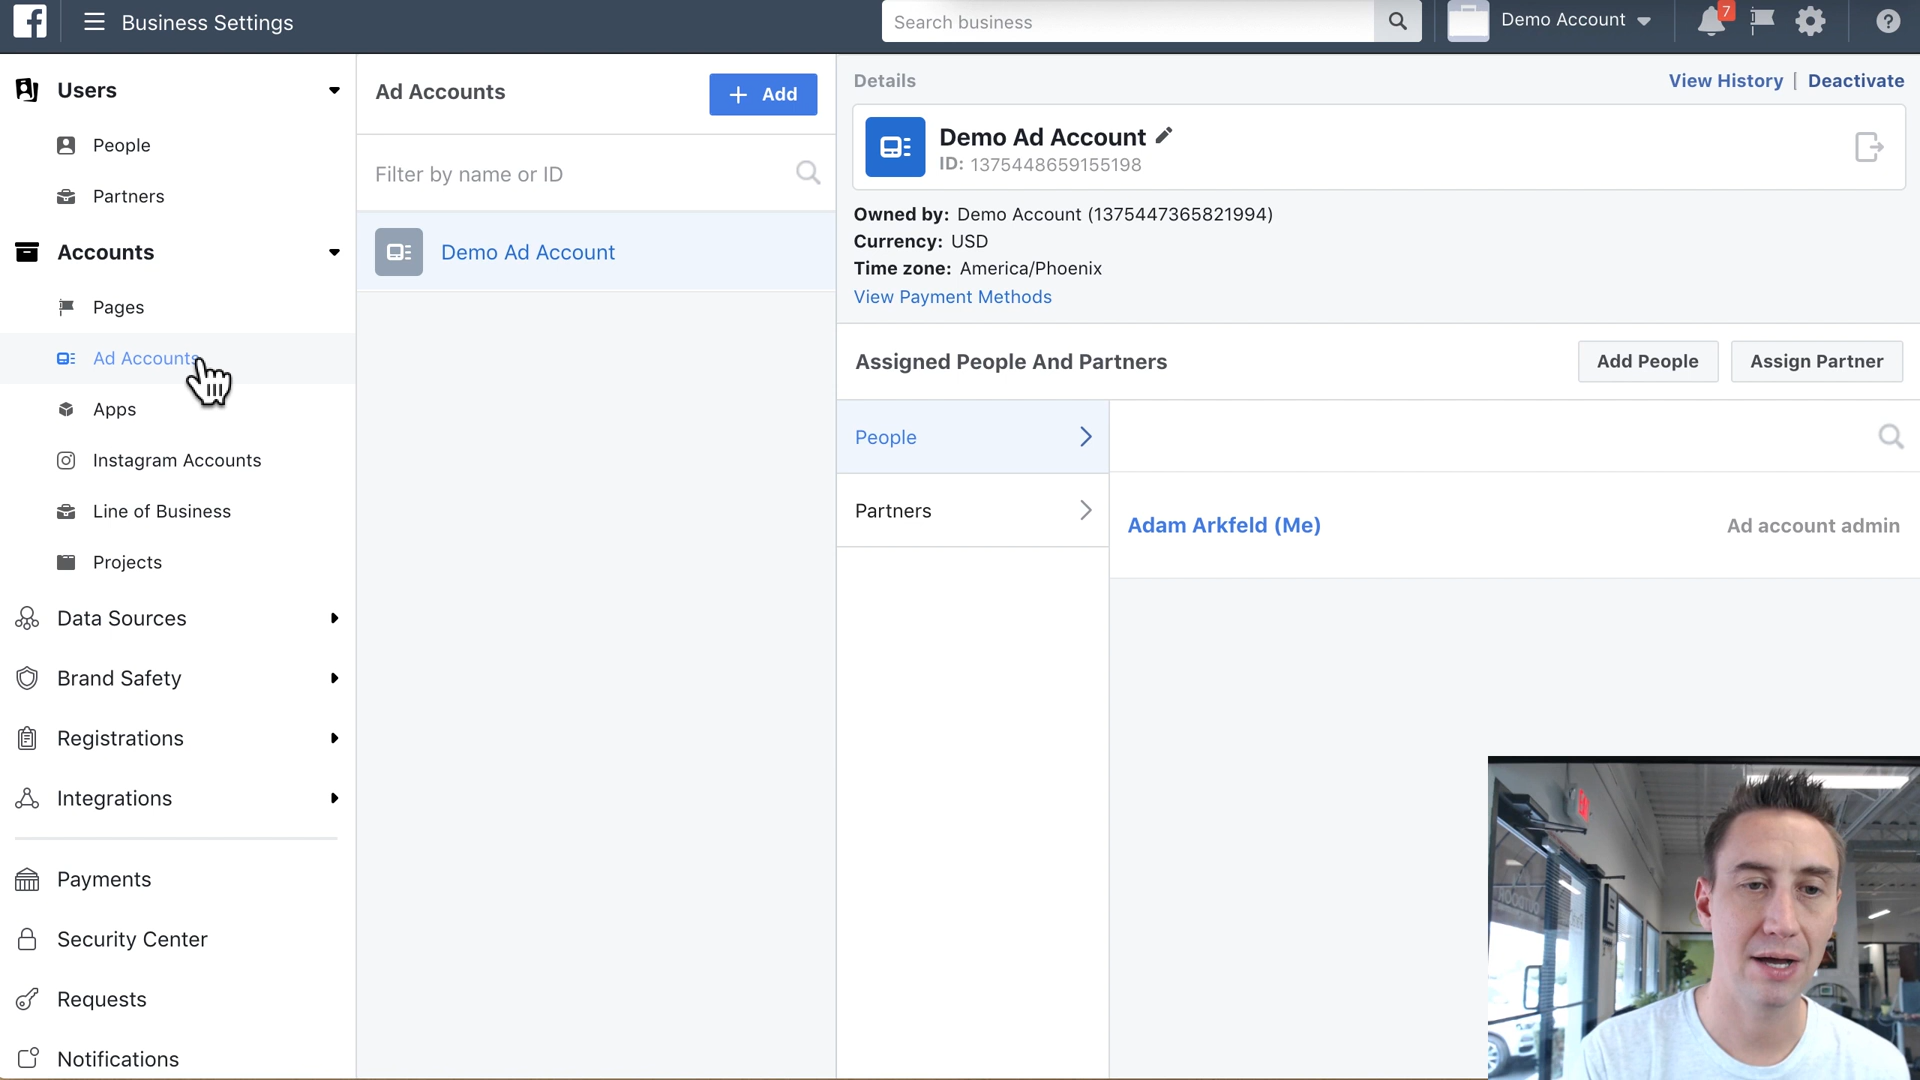 Business Settings
Search business
Demo Account
7
Users
People
Partners
Accounts
Pages
Ad Accounts
Apps
Instagram Accounts
Line of Business
Projects
Data Sources
Brand Safety
Registrations
Integrations
Payments
Security Center
Requests
Notifications
Ad Accounts
+ Add
Filter by name or ID
Demo Ad Account
Details
View History | Deactivate
Demo Ad Account
ID: 1375448659155198
Owned by: Demo Account (1375447365821994)
Currency: USD
Time zone: America/Phoenix
View Payment Methods
Assigned People And Partners
Add People
Assign Partner
People
Partners
Adam Arkfeld (Me)
Ad account admin